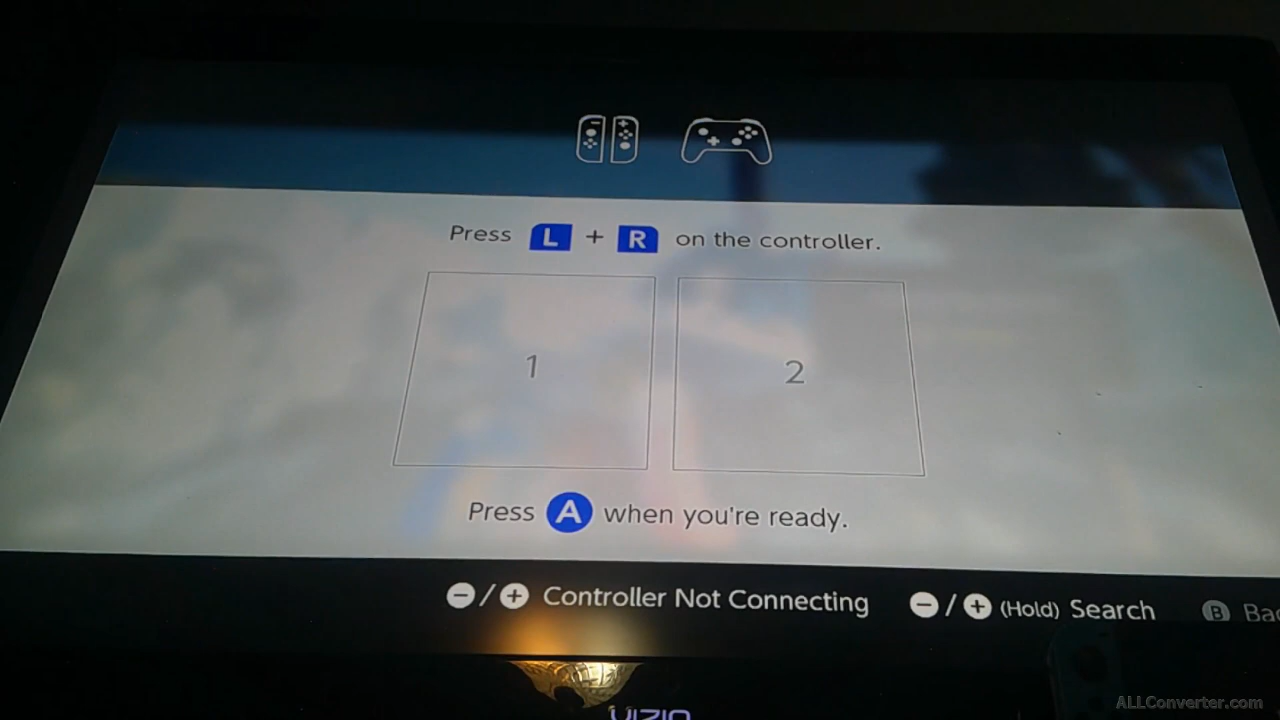 Press L + R on the controller.
1
2
Press A when you're ready.
-/+ Controller Not Connecting -/+ (Hold) Search B Bac
VIZIO
ALLConverter.com